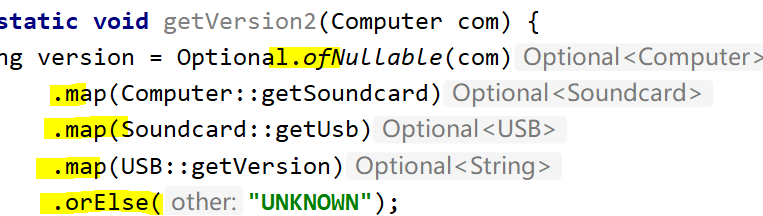 static void getVersion2(Computer com) {
ng version = Optional.ofNullable(com) Optional<Computer>
.map(Computer::getSoundcard) Optional<Soundcard>
.map(Soundcard::getUsb) Optional<USB>
.map(USB::getVersion) Optional<String>
.orElse( other: "UNKNOWN");